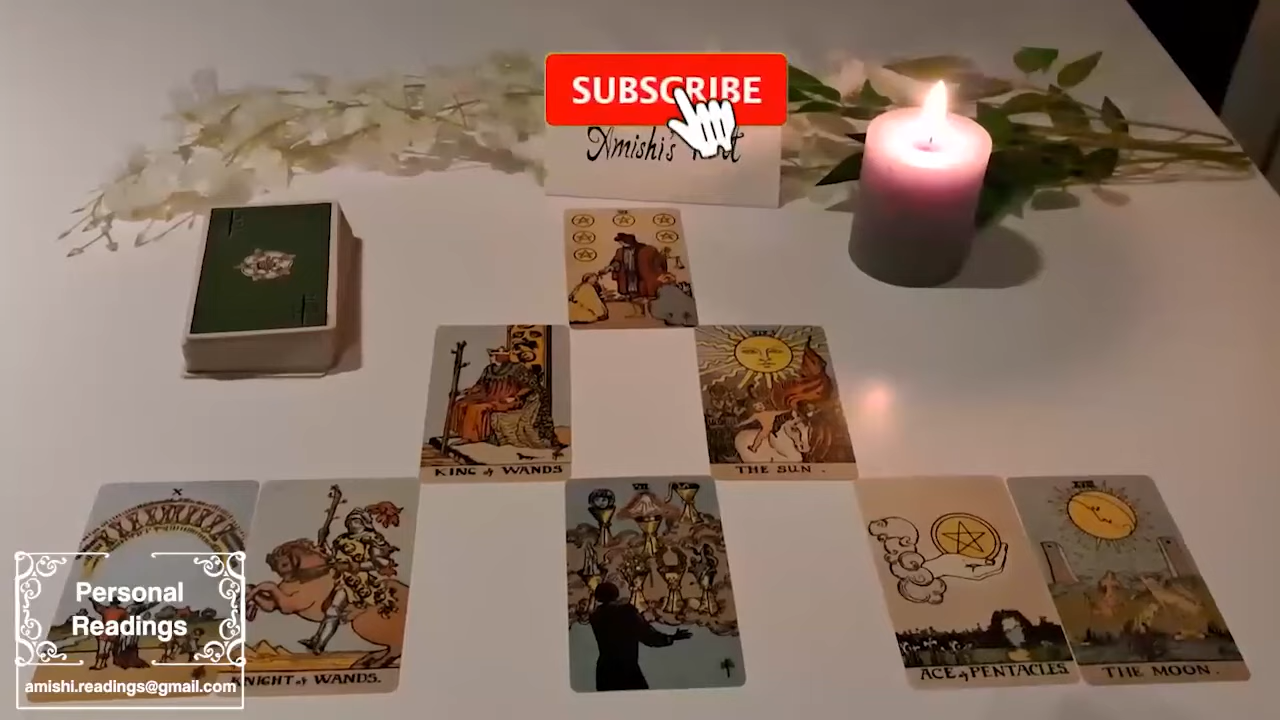 SUBSCRIBE
Amishi's
KING of WANDS
THE SUN.
X
KNIGHT of WANDS.
ACE of PENTACLES
THE MOON.
Personal
Readings
amishi.readings@gmail.com